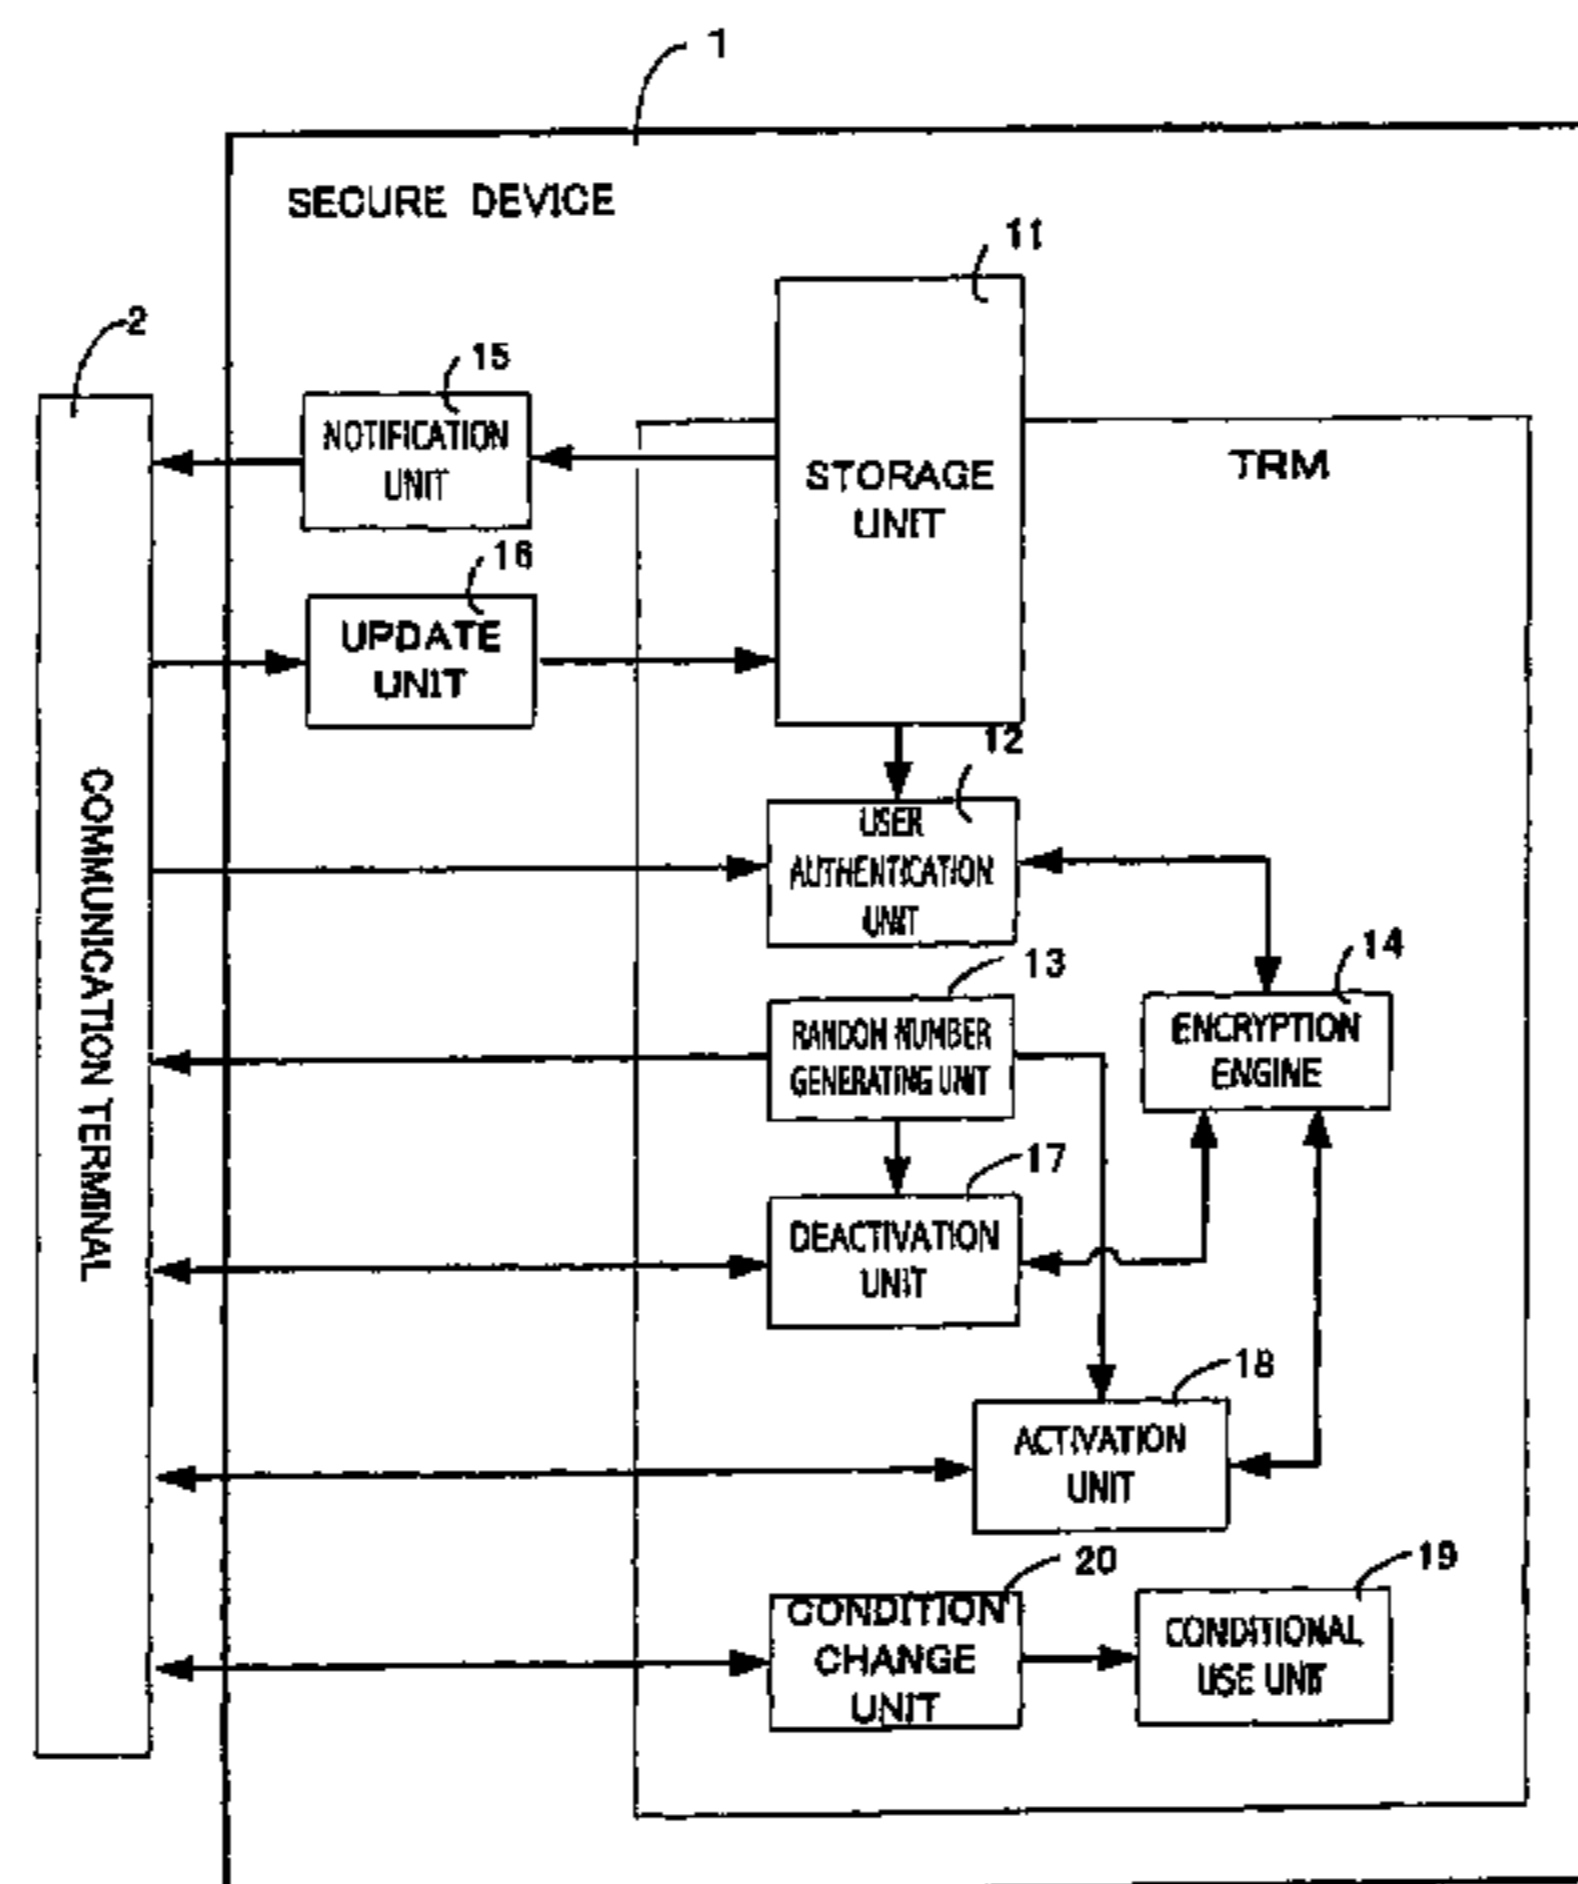 1
SECURE DEVICE
11
2
15
NOTIFICATION
UNIT
TRM
STORAGE
UNIT
16
UPDATE
UNIT
12
USER
AUTHENTICATION
UNIT
COMMUNICATION TERMINAL
13
14
RANDON NUMBER
GENERATING UNIT
ENCRYPTION
ENGINE
17
DEACTIVATION
UNIT
18
ACTIVATION
UNIT
20
19
CONDITION
CHANGE
UNIT
CONDITIONAL
USE UNIT